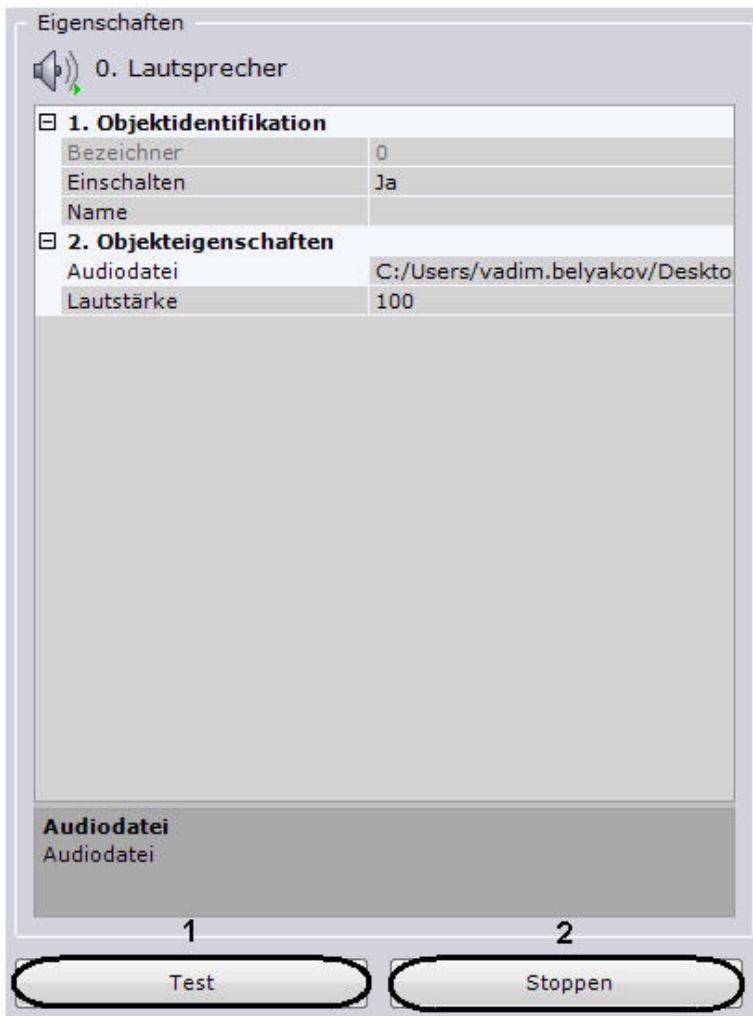 Eigenschaften
0. Lautsprecher
1. Objektidentifikation
Bezeichner 0
Einschalten Ja
Name
2. Objekteigenschaften
Audiodatei C:/Users/vadim.belyakov/Deskto
Lautstärke 100
Audiodatei
Audiodatei
1 2
Test Stoppen